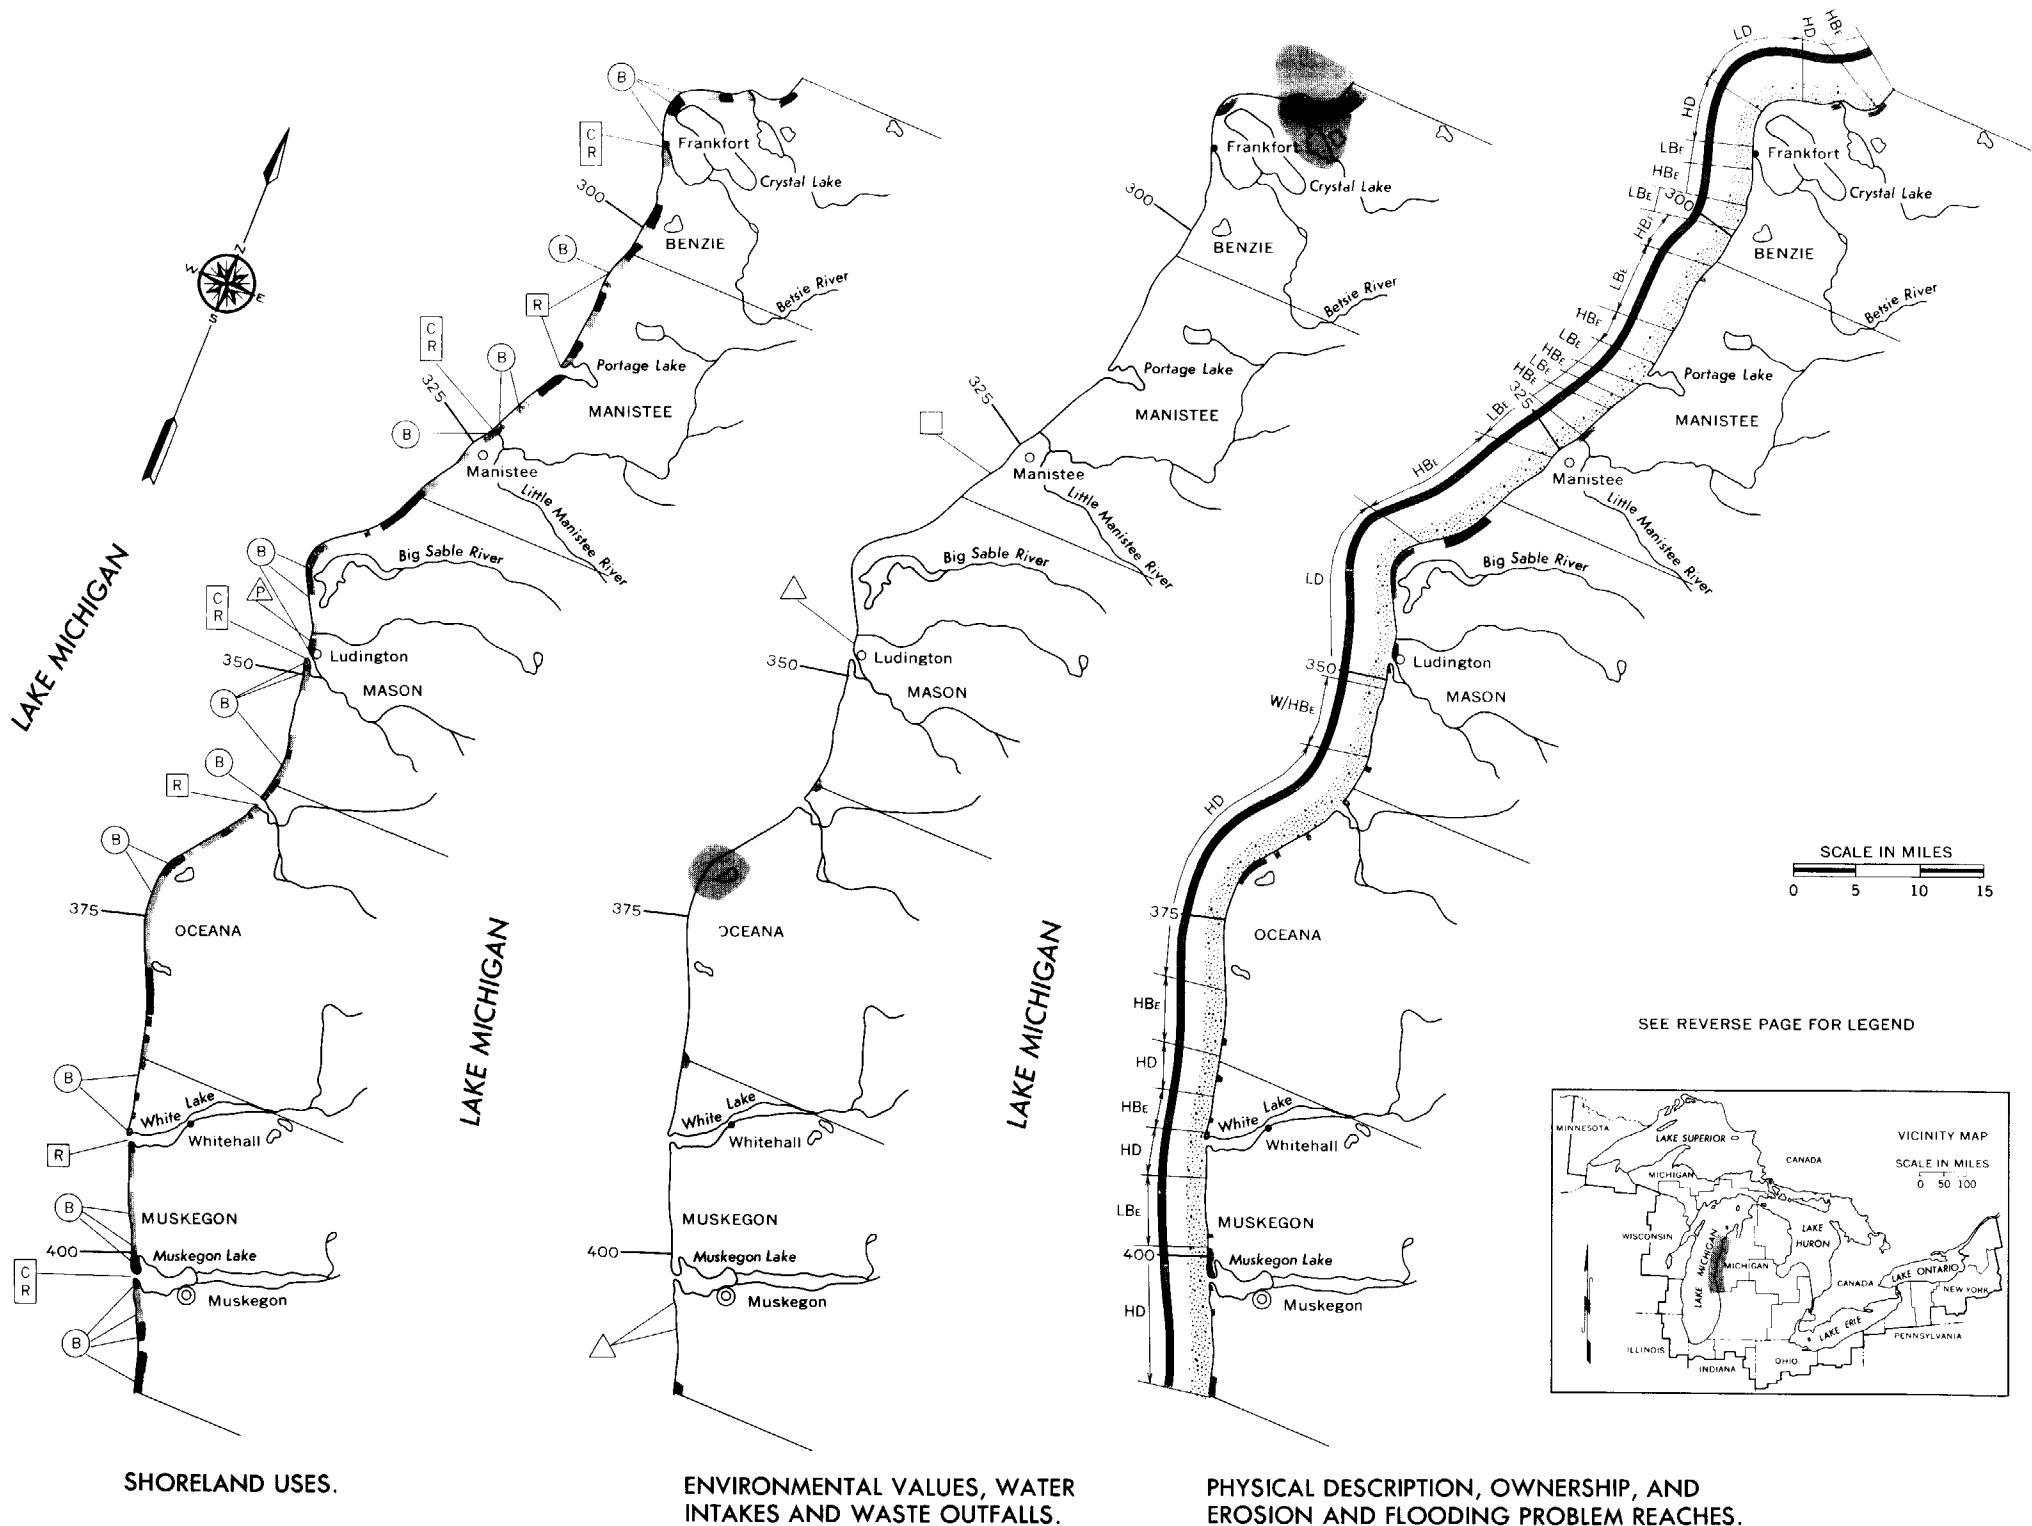 B
C
R
Frankfort
Crystal Lake
300
BENZIE
B
R
Betsie River
C
R
B
Portage Lake
325
MANISTEE
B
Manistee
Little Manistee River
N
W
E
S
B
Big Sable River
P
C
R
Ludington
350
MASON
B
B
R
B
375
OCEANA
B
White Lake
Whitehall
R
B
MUSKEGON
400
Muskegon Lake
C
R
Muskegon
B
LAKE MICHIGAN
SHORELAND USES.
Frankfort
Crystal Lake
300
BENZIE
Betsie River
Portage Lake
325
MANISTEE
Manistee
Little Manistee River
Big Sable River
Ludington
350
MASON
375
OCEANA
White Lake
Whitehall
MUSKEGON
400
Muskegon Lake
Muskegon
LAKE MICHIGAN
ENVIRONMENTAL VALUES, WATER
INTAKES AND WASTE OUTFALLS.
LD
HD
HBE
HD
LBE
HBE
LBE
300
HBE
Frankfort
Crystal Lake
BENZIE
LBE
Betsie River
HBE
LBE
HBE
LBE
HBE
Portage Lake
325
LBE
MANISTEE
HBE
Manistee
Little Manistee River
Big Sable River
LD
Ludington
350
MASON
W/HBE
HD
375
OCEANA
HBE
HD
HBE
White Lake
Whitehall
HD
LBE
MUSKEGON
400
Muskegon Lake
HD
Muskegon
LAKE MICHIGAN
PHYSICAL DESCRIPTION, OWNERSHIP, AND
EROSION AND FLOODING PROBLEM REACHES.
SCALE IN MILES
0 5 10 15
SEE REVERSE PAGE FOR LEGEND
MINNESOTA
LAKE SUPERIOR
VICINITY MAP
CANADA
SCALE IN MILES
0 50 100
MICHIGAN
WISCONSIN
LAKE MICHIGAN
LAKE
HURON
MICHIGAN
CANADA
LAKE ONTARIO
NEW YORK
LAKE ERIE
PENNSYLVANIA
ILLINOIS
INDIANA
OHIO